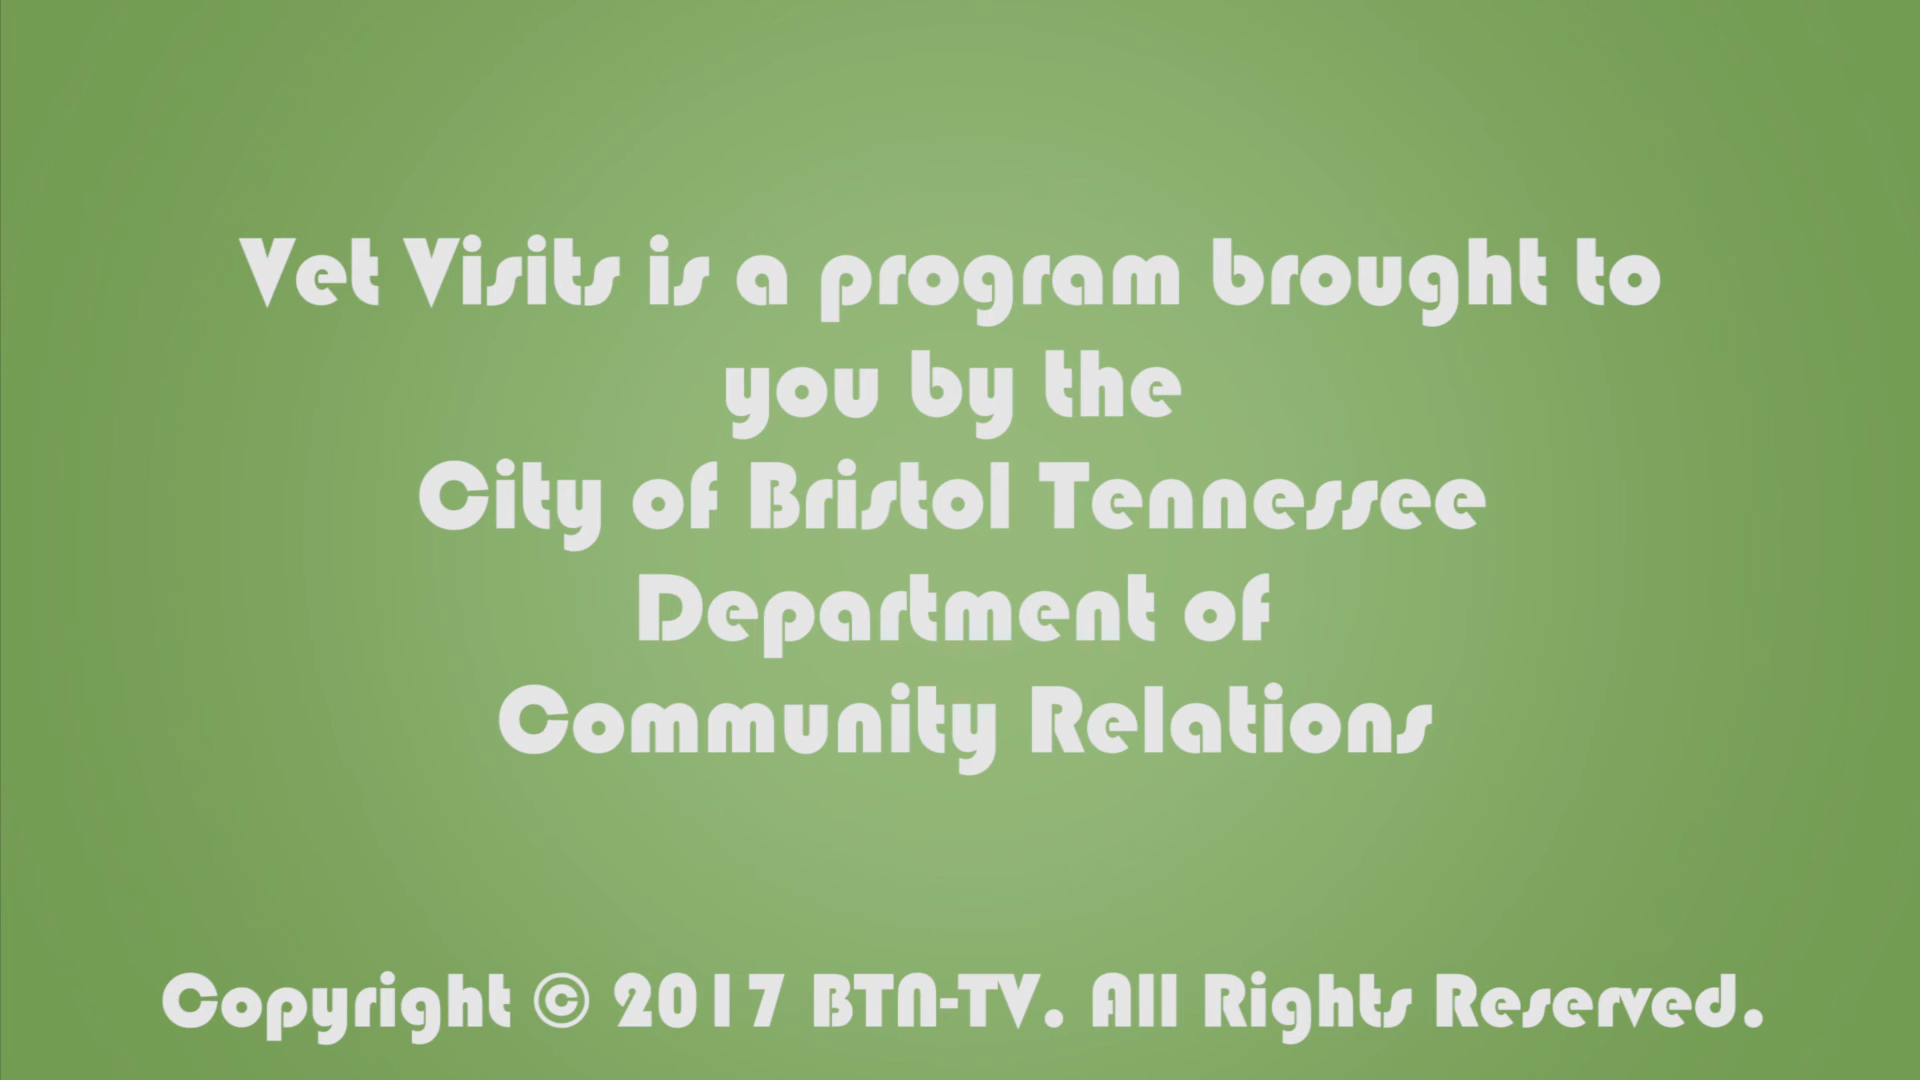 Vet Visits is a program brought to
you by the
City of Bristol Tennessee
Department of
Community Relations
Copyright © 2017 BTN-TV. All Rights Reserved.